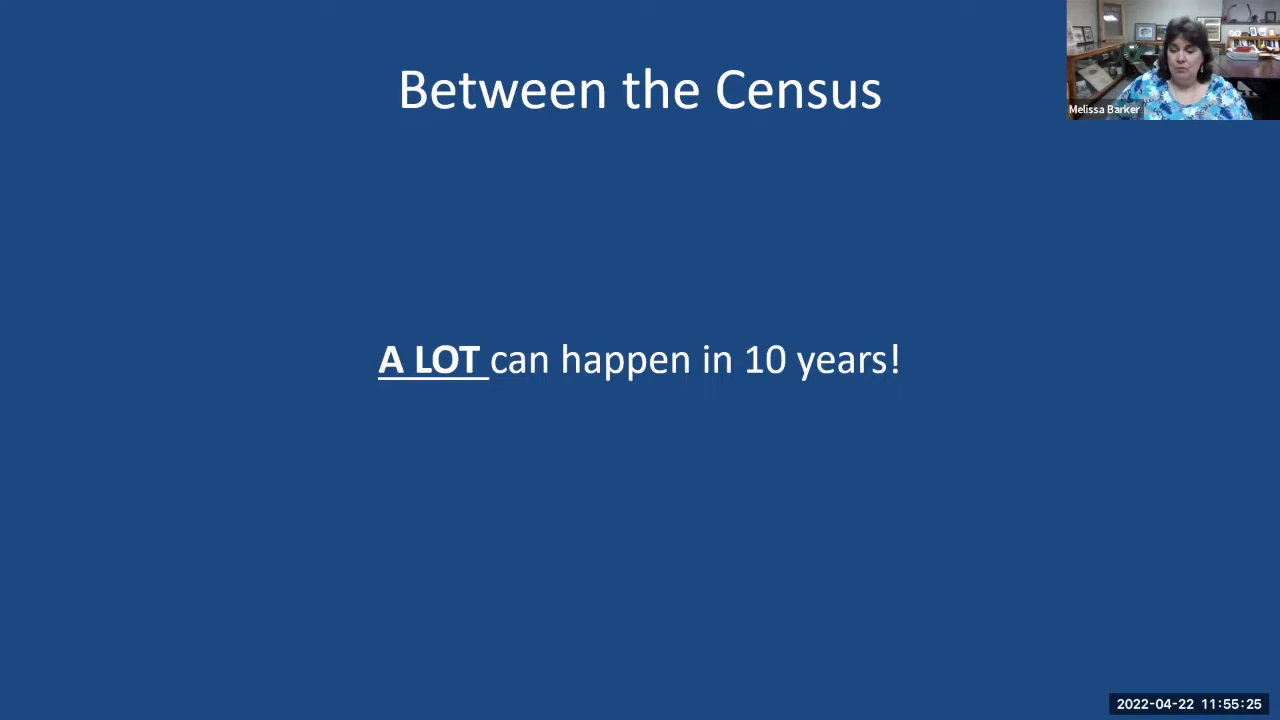 Between the Census
Melissa Barker
A LOT can happen in 10 years!
2022-04-22 11:55:25